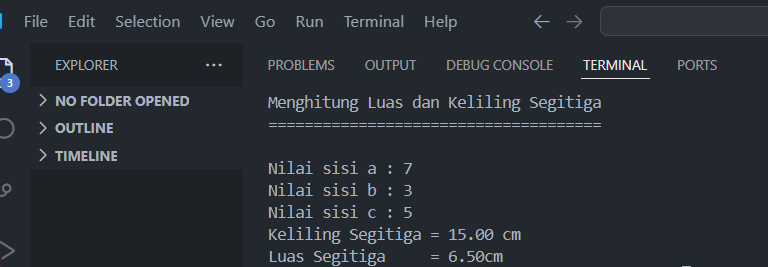 File Edit Selection View Go Run Terminal Help
EXPLORER
3
NO FOLDER OPENED
OUTLINE
TIMELINE
PROBLEMS OUTPUT DEBUG CONSOLE TERMINAL PORTS
Menghitung Luas dan Keliling Segitiga
=====================================
Nilai sisi a : 7
Nilai sisi b : 3
Nilai sisi c : 5
Keliling Segitiga = 15.00 cm
Luas Segitiga     = 6.50cm